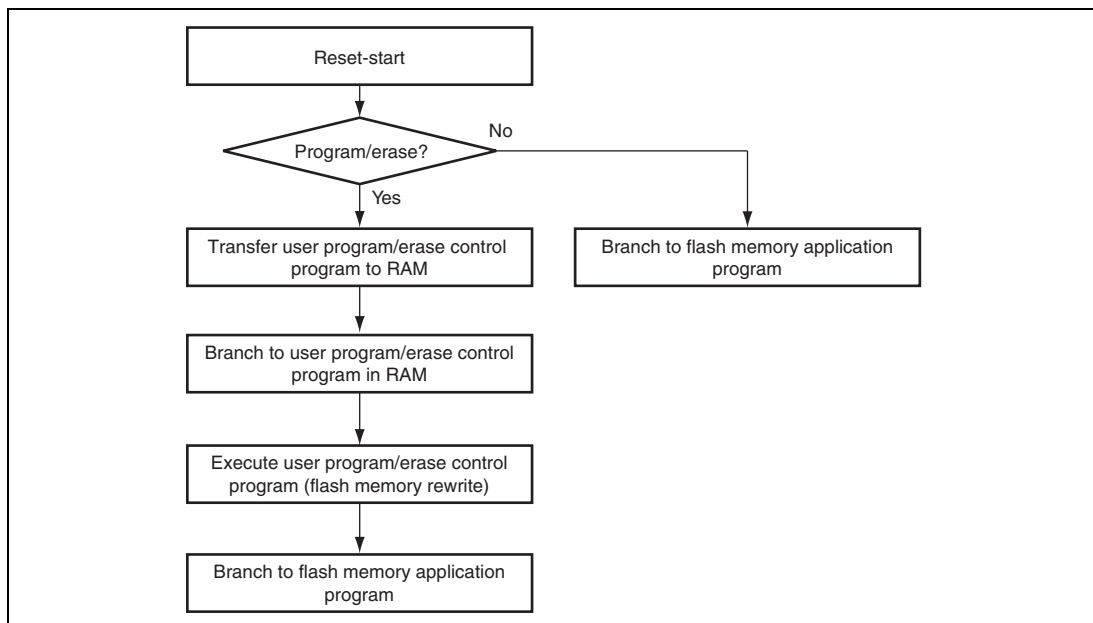 Reset-start
Program/erase?
No
Yes
Transfer user program/erase control
program to RAM
Branch to flash memory application
program
Branch to user program/erase control
program in RAM
Execute user program/erase control
program (flash memory rewrite)
Branch to flash memory application
program